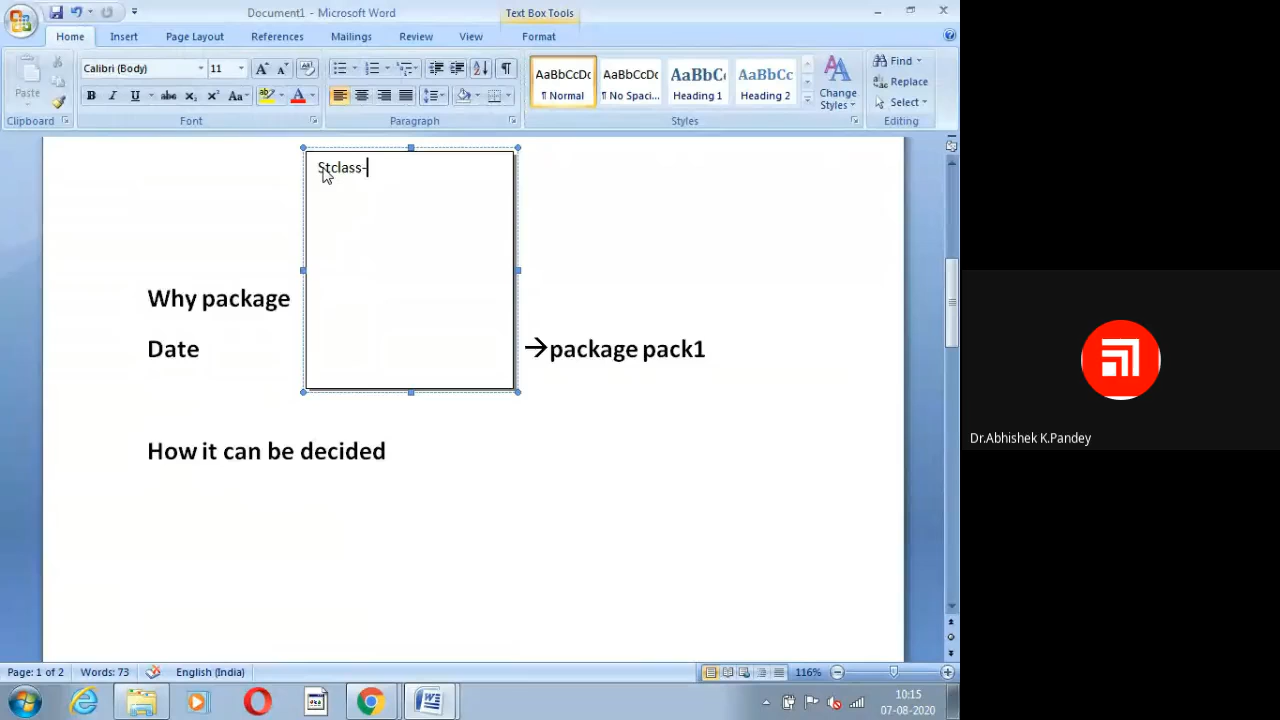 Document1 - Microsoft Word
Text Box Tools
Home
Insert
Page Layout
References
Mailings
Review
View
Format
Paste
Clipboard
Calibri (Body)
11
Font
Paragraph
AaBbCcDc
¶ Normal
AaBbCcDc
¶ No Spaci...
AaBbC
Heading 1
AaBbCc
Heading 2
Change
Styles
Styles
Find
Replace
Select
Editing
Stclass-
Why package
Date
→package pack1
How it can be decided
Dr.Abhishek K.Pandey
Page: 1 of 2
Words: 73
English (India)
116%
10:15
07-08-2020